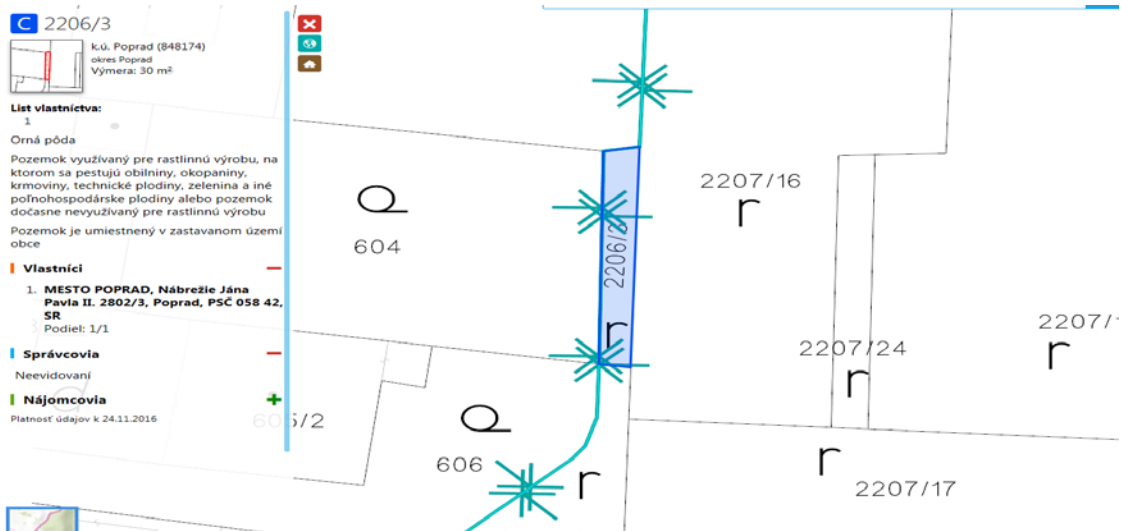 C 2206/3
k.ú. Poprad (848174)
okres Poprad
Výmera: 30 m²
List vlastníctva:
1
Orná pôda
Pozemok využívaný pre rastlinnú výrobu, na
ktorom sa pestujú obilniny, okopaniny,
krmoviny, technické plodiny, zelenina a iné
poľnohospodárske plodiny alebo pozemok
dočasne nevyužívaný pre rastlinnú výrobu
Pozemok je umiestnený v zastavanom území
obce
Vlastníci
1. MESTO POPRAD, Nábrežie Jána
Pavla II. 2802/3, Poprad, PSČ 058 42,
SR
Podiel: 1/1
Správcovia
Neevidovaní
Nájomcovia
Platnosť údajov k 24.11.2016
604
2206/3
r
2207/16
r
2207/24
r
2207/
r
605/2
606
r
r
2207/17